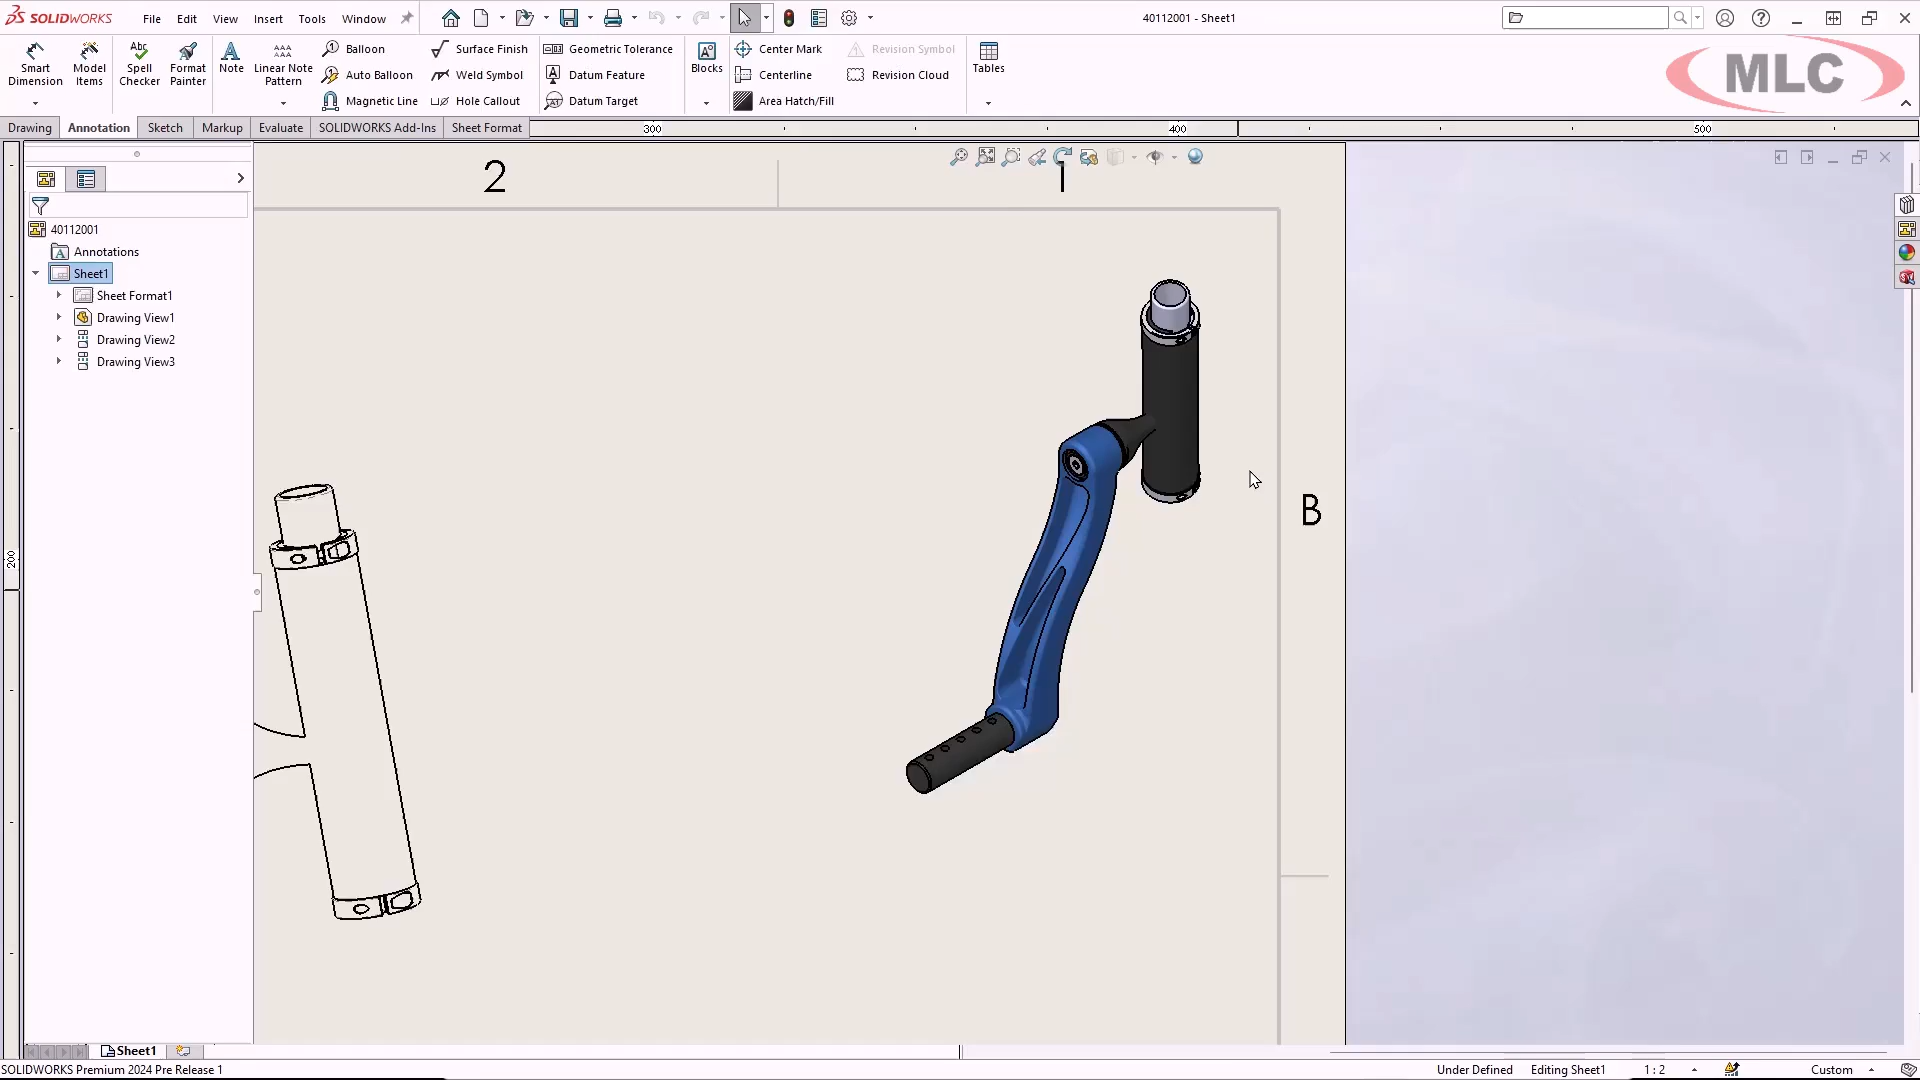 SOLIDWORKS File Edit View Insert Tools Window 40112001 - Sheet1
Smart Dimension
Model Items
Abc Spell Checker
Format Painter
Note
Linear Note Pattern
Balloon
Auto Balloon
Magnetic Line
Surface Finish
Weld Symbol
Hole Callout
Geometric Tolerance
Datum Feature
Datum Target
Blocks
Center Mark
Centerline
Area Hatch/Fill
Revision Symbol
Revision Cloud
Tables
MLC
Drawing Annotation Sketch Markup Evaluate SOLIDWORKS Add-Ins Sheet Format
300 400 500
2 1
40112001
Annotations
Sheet1
Sheet Format1
Drawing View1
Drawing View2
Drawing View3
B
200
Sheet1
SOLIDWORKS Premium 2024 Pre Release 1 Under Defined Editing Sheet1 1 : 2 Custom